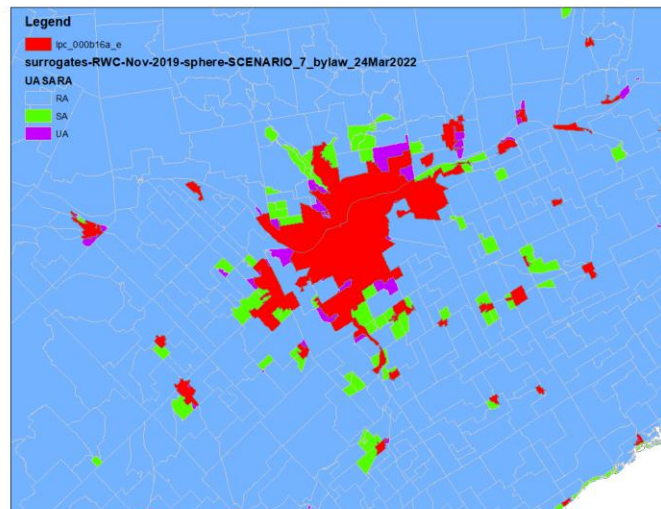 Legend
lpc_000b16a_e
surrogates-RWC-Nov-2019-sphere-SCENARIO_7_bylaw_24Mar2022
UASARA
RA
SA
UA